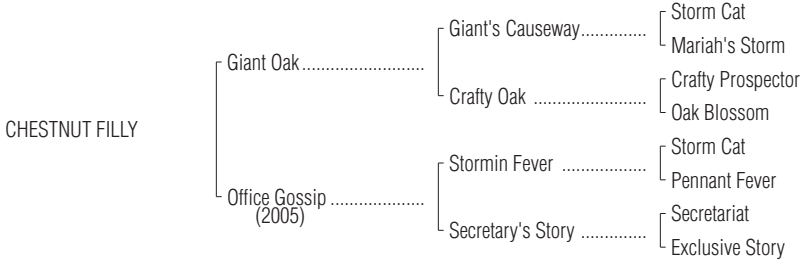 Storm Cat
Giant's Causeway..............
Mariah's Storm
Giant Oak ..........................
Crafty Prospector
Crafty Oak ........................
Oak Blossom
CHESTNUT FILLY
Storm Cat
Stormin Fever ..................
Pennant Fever
Office Gossip ....................
(2005)
Secretariat
Secretary's Story ..............
Exclusive Story